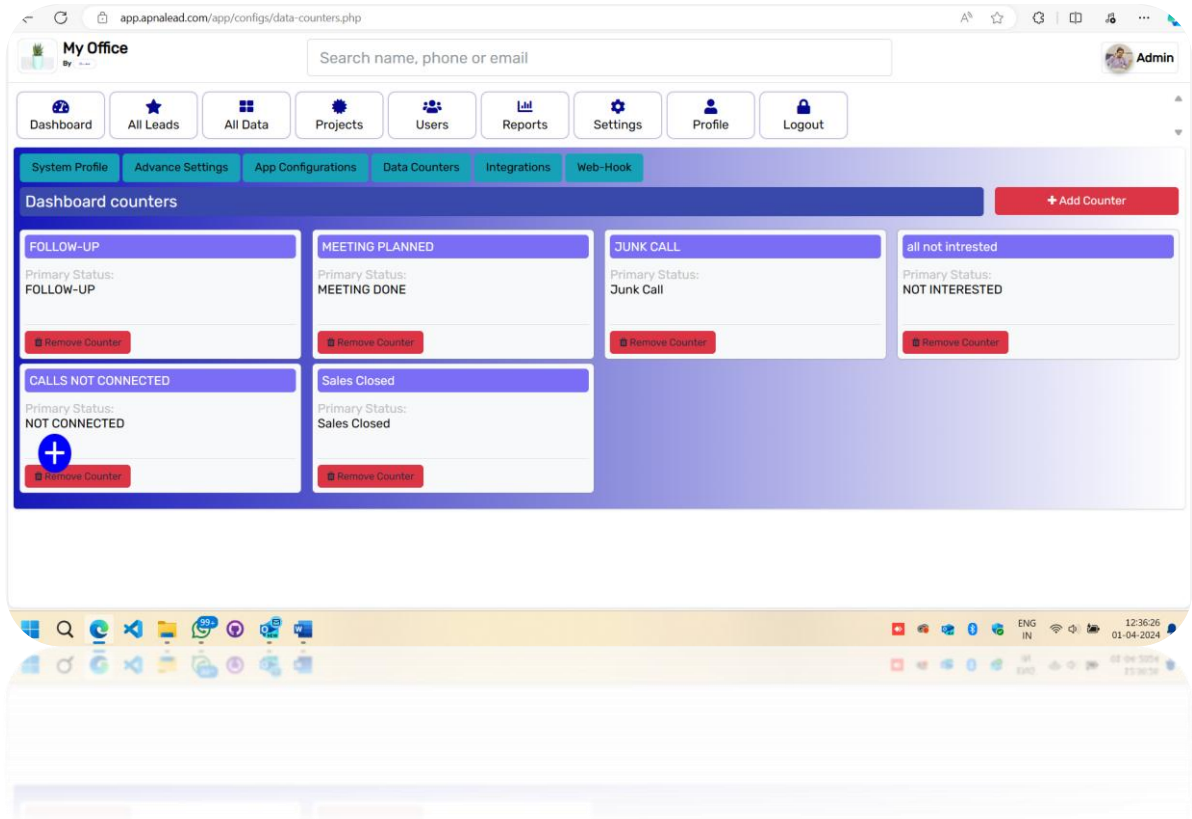 app.apnalead.com/app/configs/data-counters.php
My Office
By
Search name, phone or email
Admin
Dashboard
All Leads
All Data
Projects
Users
Reports
Settings
Profile
Logout
System Profile
Advance Settings
App Configurations
Data Counters
Integrations
Web-Hook
Dashboard counters
+ Add Counter
FOLLOW-UP
Primary Status:
FOLLOW-UP
Remove Counter
MEETING PLANNED
Primary Status:
MEETING DONE
Remove Counter
JUNK CALL
Primary Status:
Junk Call
Remove Counter
all not intrested
Primary Status:
NOT INTERESTED
Remove Counter
CALLS NOT CONNECTED
Primary Status:
NOT CONNECTED
Remove Counter
Sales Closed
Primary Status:
Sales Closed
Remove Counter
99+
ENG
IN
12:36:26
01-04-2024